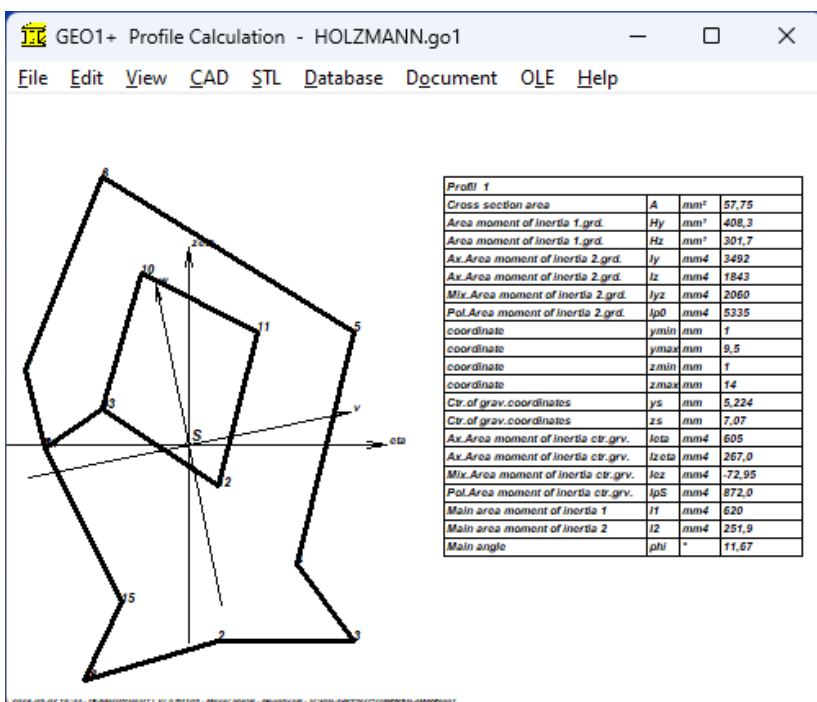 GEO1+ Profile Calculation - HOLZMANN.go1
File Edit View CAD STL Database Document OLE Help
Profil 1
Cross section area A mm² 57,75
Area moment of inertia 1.grd. Hy mm³ 408,3
Area moment of inertia 1.grd. Hz mm³ 301,7
Ax.Area moment of inertia 2.grd. Iy mm4 3492
Ax.Area moment of inertia 2.grd. Iz mm4 1843
Mix.Area moment of inertia 2.grd. Iyz mm4 2060
Pol.Area moment of inertia 2.grd. Ip0 mm4 5335
coordinate ymin mm 1
coordinate ymax mm 9,5
coordinate zmin mm 1
coordinate zmax mm 14
Ctr.of grav.coordinates ys mm 5,224
Ctr.of grav.coordinates zs mm 7,07
Ax.Area moment of inertia ctr.grv. Ieta mm4 605
Ax.Area moment of inertia ctr.grv. Izeta mm4 267,0
Mix.Area moment of inertia ctr.grv. Iez mm4 -72,95
Pol.Area moment of inertia ctr.grv. IpS mm4 872,0
Main area moment of inertia 1 I1 mm4 620
Main area moment of inertia 2 I2 mm4 251,9
Main angle phi ° 11,67
10
11
5
v
S
eta
2
15
2
3